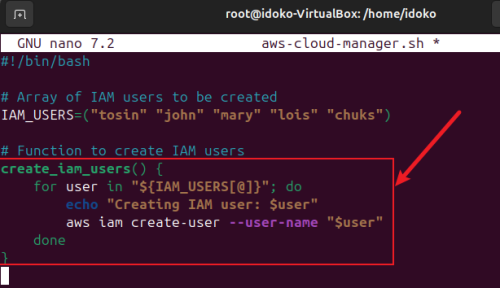 root@idoko-VirtualBox: /home/idoko
GNU nano 7.2 aws-cloud-manager.sh *
#!/bin/bash
# Array of IAM users to be created
IAM_USERS=("tosin" "john" "mary" "lois" "chuks")
# Function to create IAM users
create_iam_users() {
    for user in "${IAM_USERS[@]}"; do
        echo "Creating IAM user: $user"
        aws iam create-user --user-name "$user"
    done
}